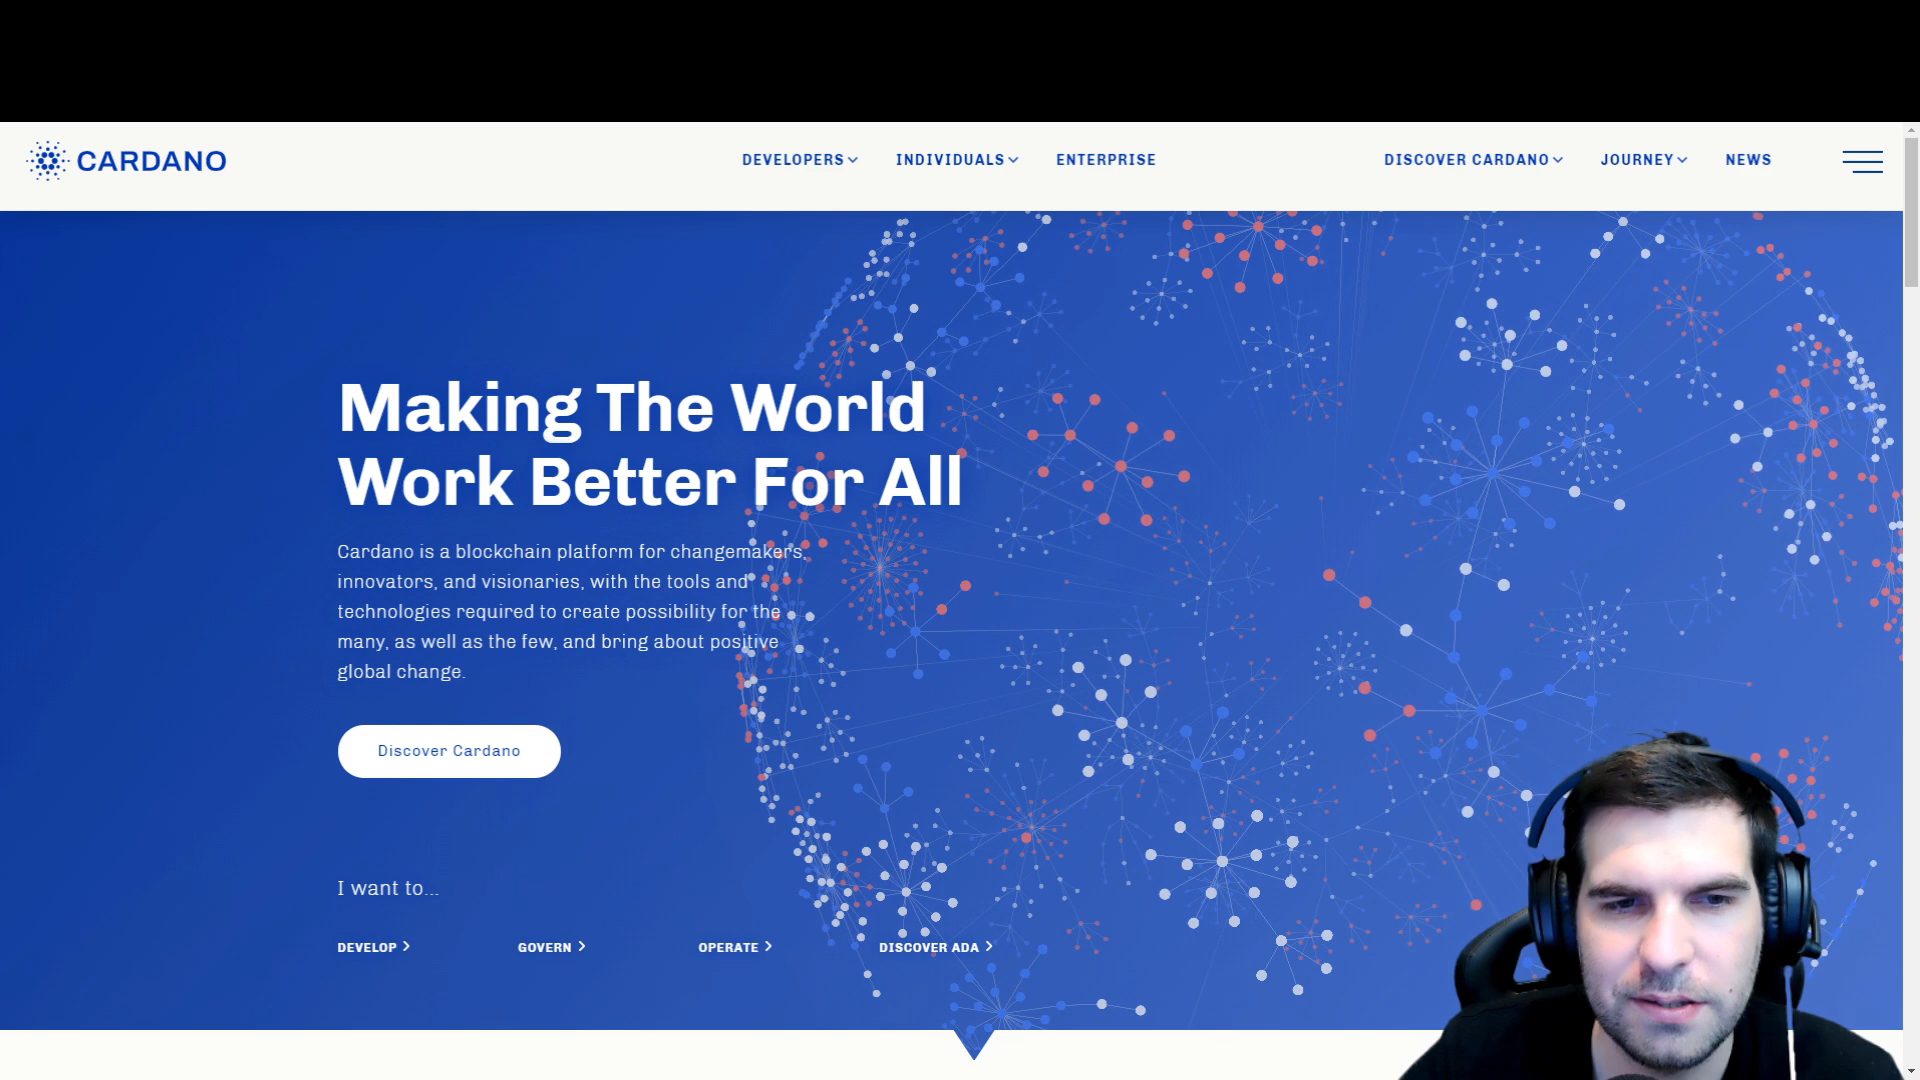 CARDANO
DEVELOPERS
INDIVIDUALS
ENTERPRISE
DISCOVER CARDANO
JOURNEY
NEWS
Making The World
Work Better For All
Cardano is a blockchain platform for changemakers,
innovators, and visionaries, with the tools and
technologies required to create possibility for the
many, as well as the few, and bring about positive
global change.
Discover Cardano
I want to...
DEVELOP
GOVERN
OPERATE
DISCOVER ADA